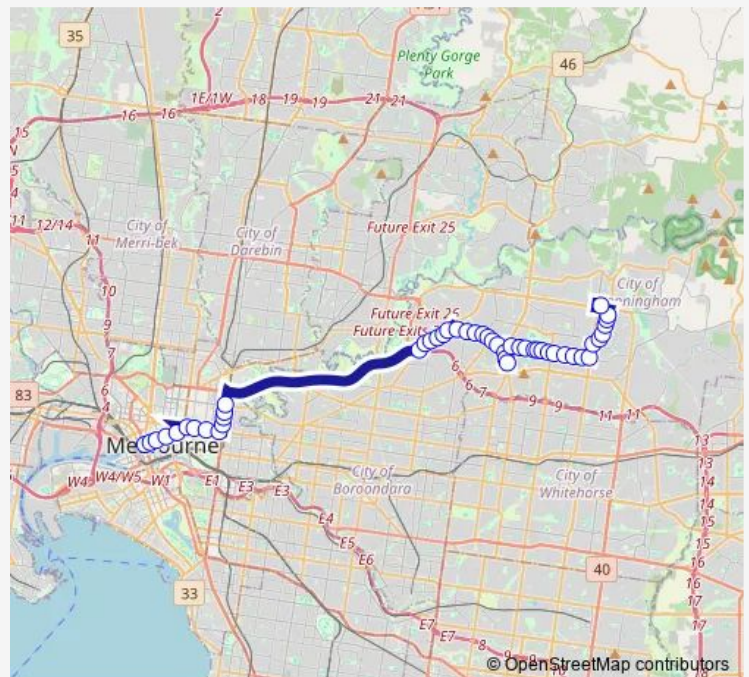 35
1E/1W 18 19 19 21 21
Plenty Gorge
Park
46
16 16
15
11
12/14
11
City of
Merri-bek
City of
Darebin
Future Exit 25
10
9
7
City of
ningham
Future Exit 25
Future Exits
83
6
4
6 6 7
9 9
11 11
13
Melbourne
W4 W4/W5 W1
E1 E3 E3
E4
E5
E6
City of
Boroondara
City of
Whitehorse
13
14
14
15
15
16
16
17
17
18
33
40
E7 E7 8
9
© OpenStreetMap contributors